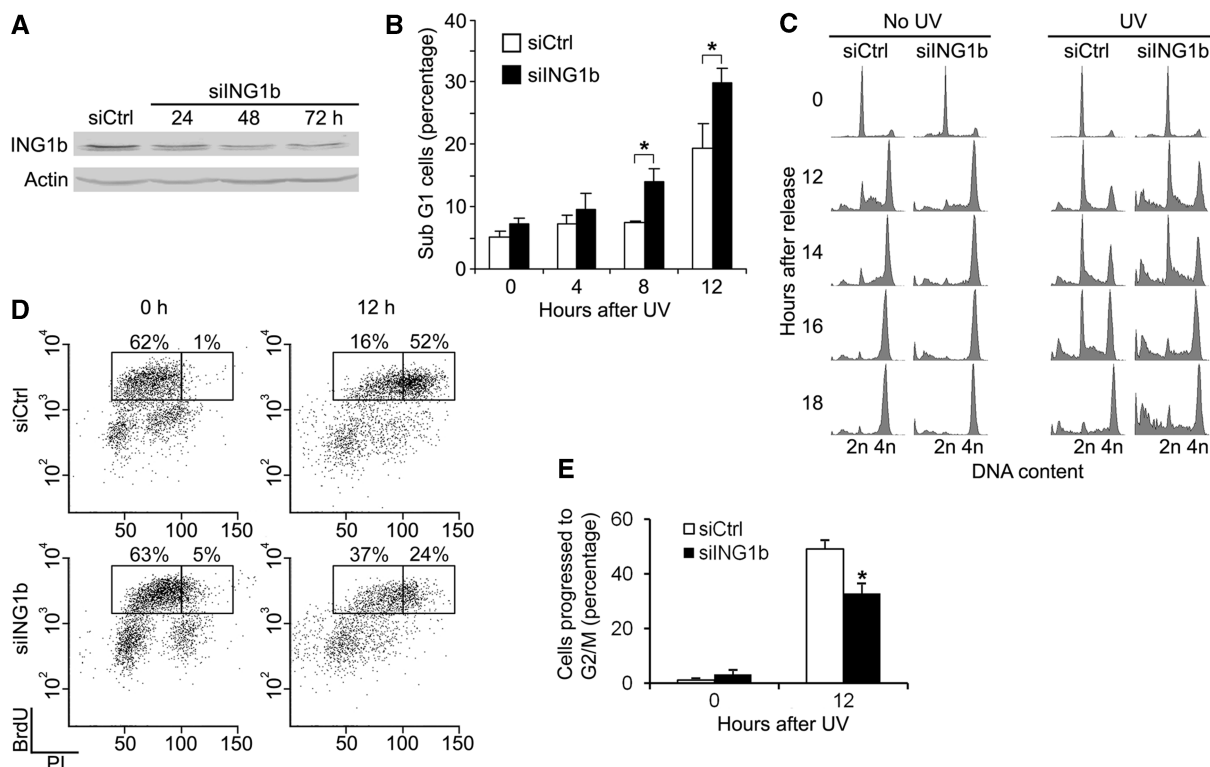 A
siING1b
siCtrl 24 48 72 h
ING1b
Actin
B
Sub G1 cells (percentage)
40
30
20
10
0
siCtrl
siING1b
*
*
0 4 8 12
Hours after UV
C
No UV UV
siCtrl siING1b siCtrl siING1b
Hours after release
0
12
14
16
18
2n 4n 2n 4n 2n 4n 2n 4n
DNA content
D
0 h 12 h
siCtrl
10⁴ 62% 1% 10⁴ 16% 52%
10³ 10³
10² 10²
50 100 150 50 100 150
siING1b
10⁴ 63% 5% 10⁴ 37% 24%
10³ 10³
10² 10²
50 100 150 50 100 150
BrdU
PI
E
Cells progressed to
G2/M (percentage)
60
40
20
0
siCtrl
siING1b
*
0 12
Hours after UV